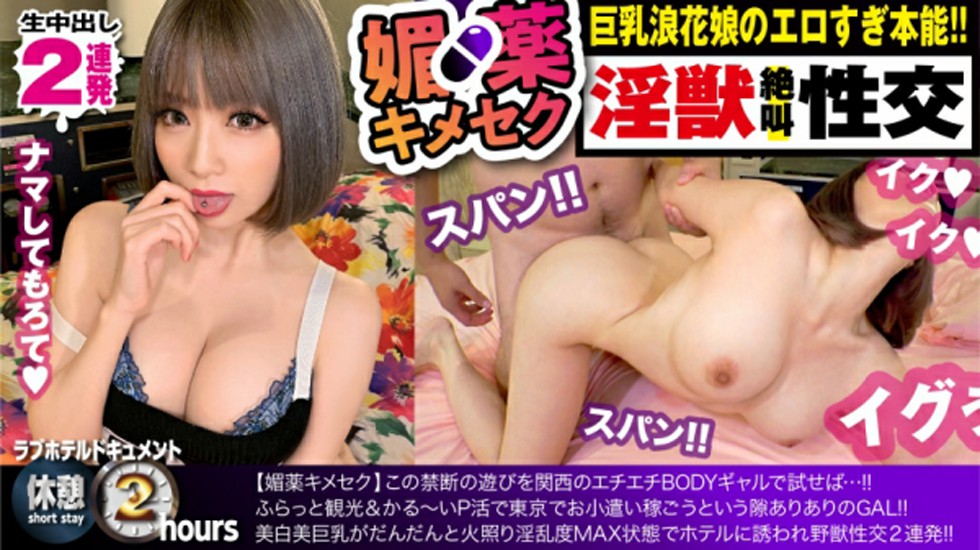 生中出し
2連発
ナマしてもろて♥
媚薬
キメセク
巨乳浪花娘のエロすぎ本能!!
淫獣絶叫性交
スパン!!
イク♥
イク♥
スパン!!
イグゥ
ラブホテルドキュメント
休憩
short stay
2
hours
【媚薬キメセク】この禁断の遊びを関西のエチエチBODYギャルで試せば…!!
ふらっと観光&かる～いP活で東京でお小遣い稼ごうという隙ありありのGAL!!
美白美巨乳がだんだんと火照り淫乱度MAX状態でホテルに誘われ野獣性交2連発!!